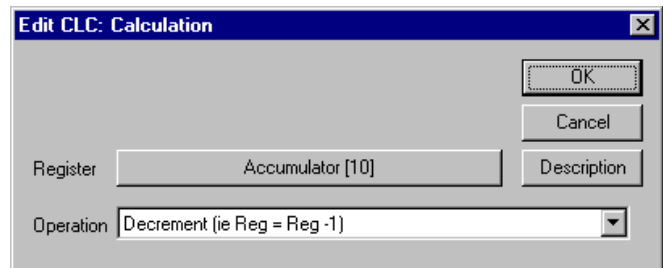 Edit CLC: Calculation
OK
Cancel
Register Accumulator [10] Description
Operation Decrement (ie Reg = Reg -1)